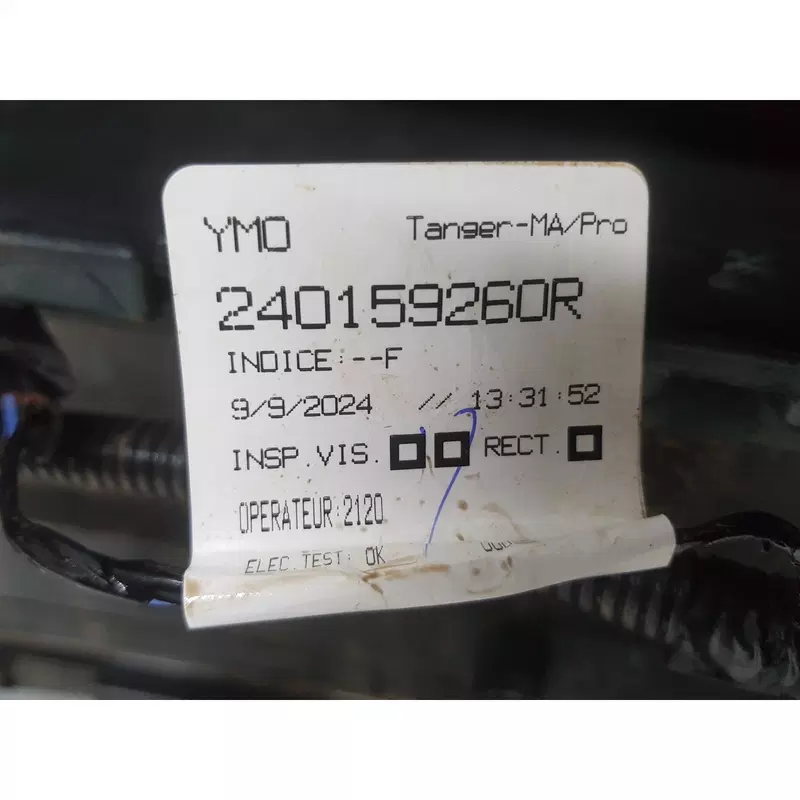 YMO Tanger-MA/Pro
240159260R
INDICE:--F
9/9/2024 // 13:31:52
INSP.VIS. RECT.
OPERATEUR:2120
ELEC.TEST: OK